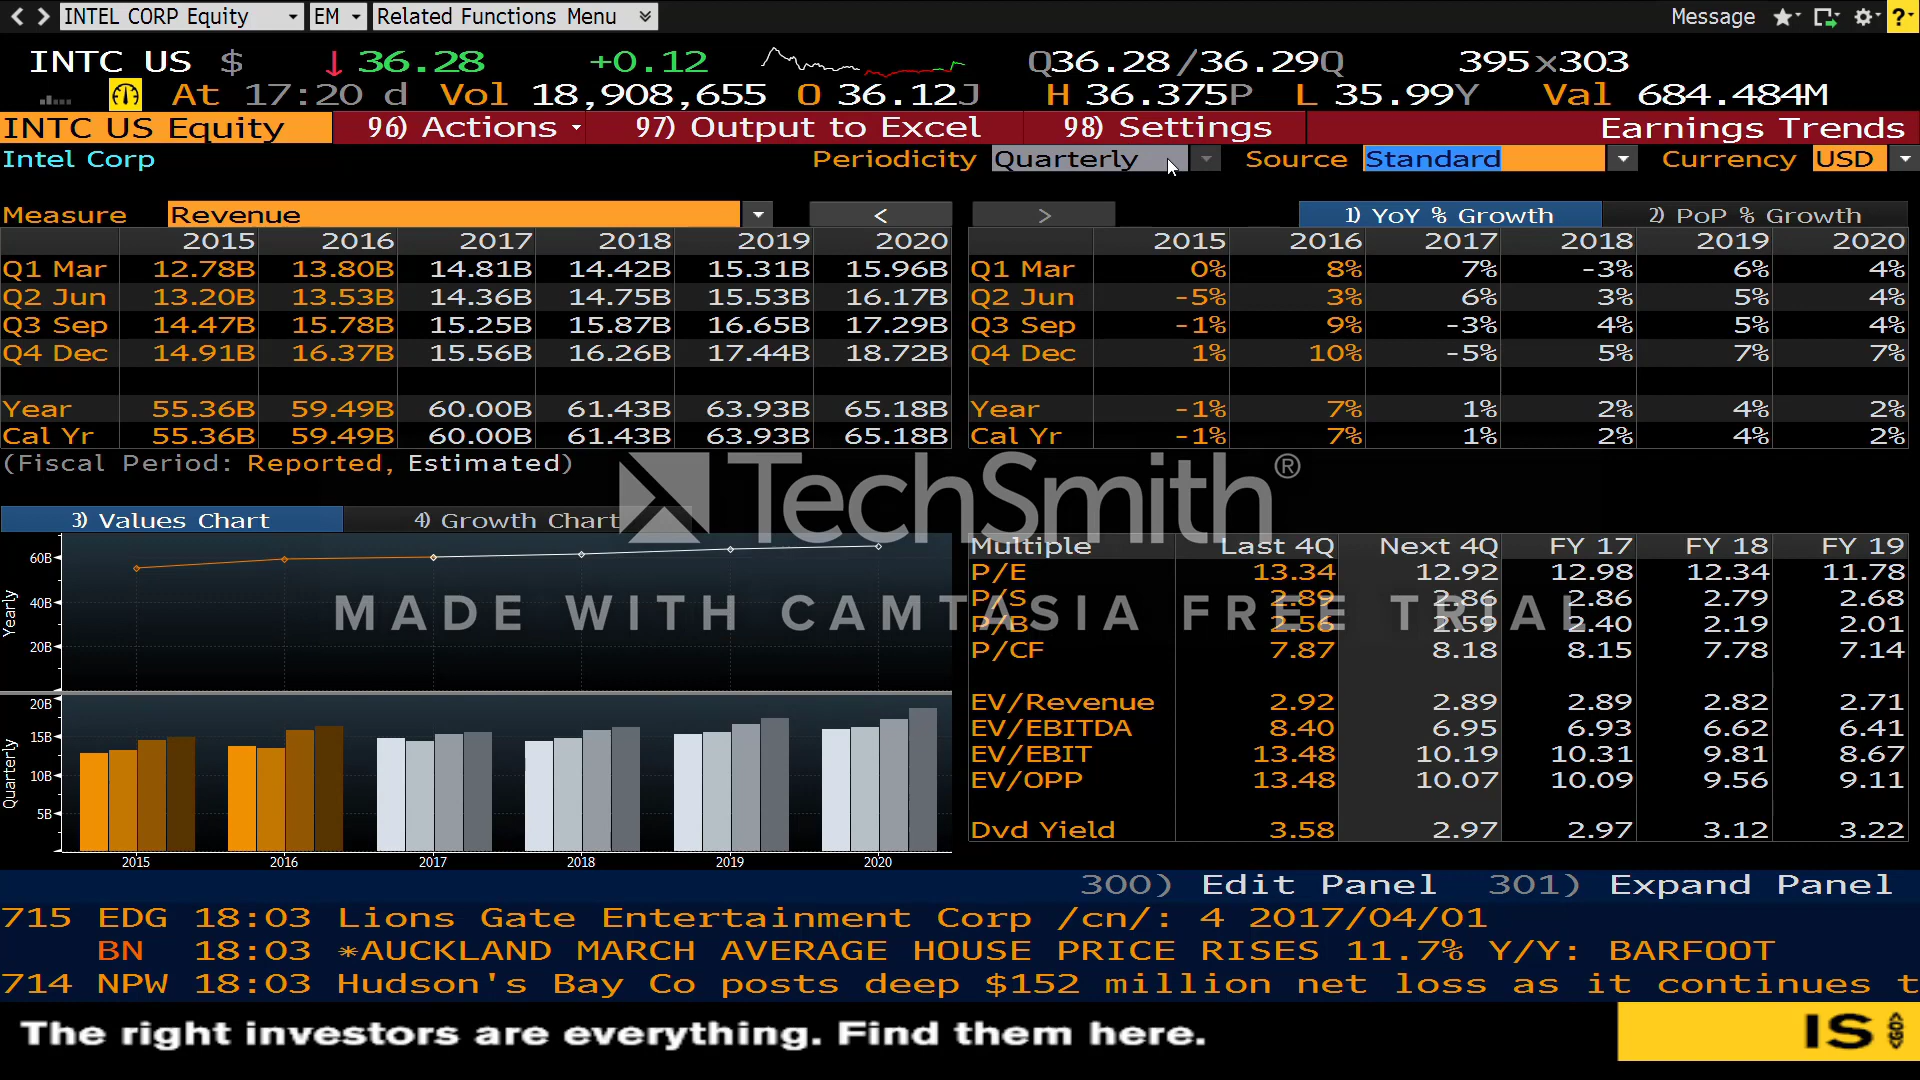 INTEL CORP Equity EM Related Functions Menu Message
INTC US $ ↓ 36.28 +0.12 Q36.28/36.29Q 395x303
At 17:20 d Vol 18,908,655 O 36.12J H 36.375P L 35.99Y Val 684.484M
INTC US Equity 96) Actions 97) Output to Excel 98) Settings Earnings Trends
Intel Corp Periodicity Quarterly Source Standard Currency USD
Measure Revenue < > 1) YoY % Growth 2) PoP % Growth
2015 2016 2017 2018 2019 2020 2015 2016 2017 2018 2019 2020
Q1 Mar 12.78B 13.80B 14.81B 14.42B 15.31B 15.96B Q1 Mar 0% 8% 7% -3% 6% 4%
Q2 Jun 13.20B 13.53B 14.36B 14.75B 15.53B 16.17B Q2 Jun -5% 3% 6% 3% 5% 4%
Q3 Sep 14.47B 15.78B 15.25B 15.87B 16.65B 17.29B Q3 Sep -1% 9% -3% 4% 5% 4%
Q4 Dec 14.91B 16.37B 15.56B 16.26B 17.44B 18.72B Q4 Dec 1% 10% -5% 5% 7% 7%
Year 55.36B 59.49B 60.00B 61.43B 63.93B 65.18B Year -1% 7% 1% 2% 4% 2%
Cal Yr 55.36B 59.49B 60.00B 61.43B 63.93B 65.18B Cal Yr -1% 7% 1% 2% 4% 2%
(Fiscal Period: Reported, Estimated)
TechSmith®
MADE WITH CAMTASIA FREE TRIAL
3) Values Chart 4) Growth Chart
Yearly
60B
40B
20B
Quarterly
20B
15B
10B
5B
2015 2016 2017 2018 2019 2020
Multiple Last 4Q Next 4Q FY 17 FY 18 FY 19
P/E 13.34 12.92 12.98 12.34 11.78
P/S 2.89 2.86 2.86 2.79 2.68
P/B 2.56 2.59 2.40 2.19 2.01
P/CF 7.87 8.18 8.15 7.78 7.14
EV/Revenue 2.92 2.89 2.89 2.82 2.71
EV/EBITDA 8.40 6.95 6.93 6.62 6.41
EV/EBIT 13.48 10.19 10.31 9.81 8.67
EV/OPP 13.48 10.07 10.09 9.56 9.11
Dvd Yield 3.58 2.97 2.97 3.12 3.22
300) Edit Panel 301) Expand Panel
715 EDG 18:03 Lions Gate Entertainment Corp /cn/: 4 2017/04/01
BN 18:03 *AUCKLAND MARCH AVERAGE HOUSE PRICE RISES 11.7% Y/Y: BARFOOT
714 NPW 18:03 Hudson's Bay Co posts deep $152 million net loss as it continues t
The right investors are everything. Find them here.
IS